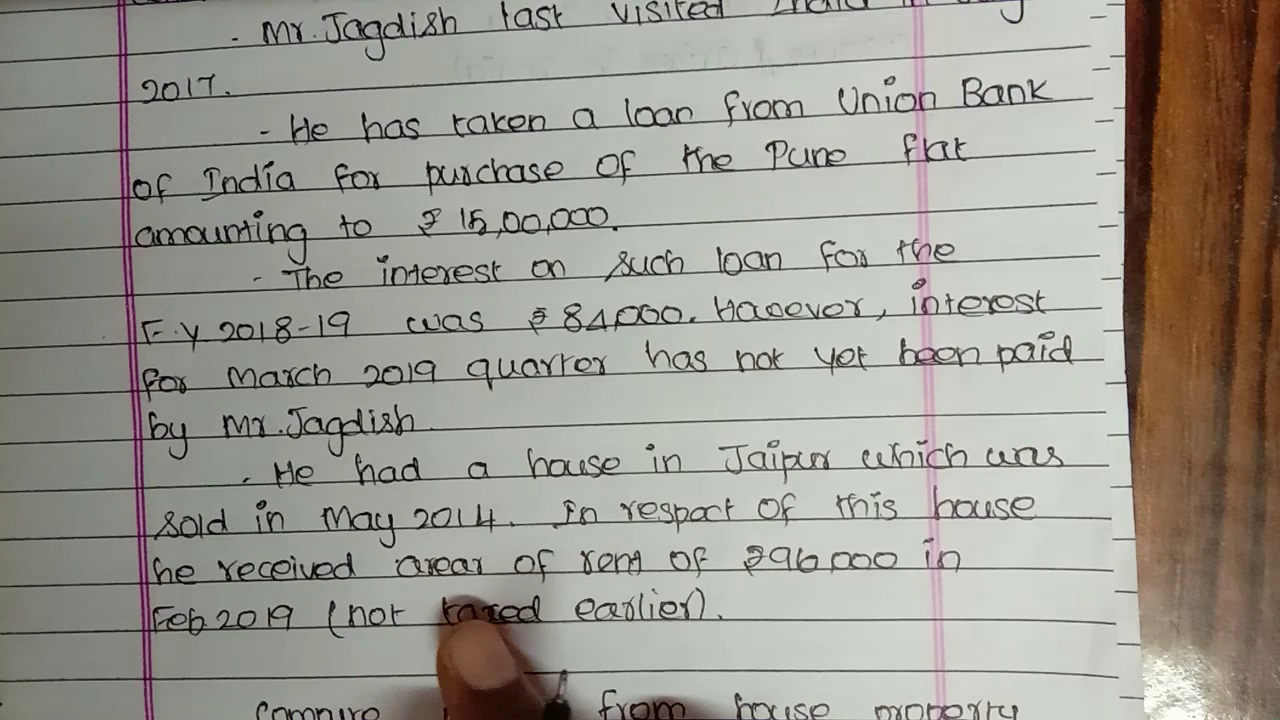 - Mr. Jagdish last visited
2017.
- He has taken a loan from Union Bank
of India for purchase of the Pune flat
amounting to ₹ 15,00,000.
- The interest on such loan for the
F.Y 2018-19 was ₹ 84,000. However, interest
for March 2019 quarter has not yet been paid
by Mr. Jagdish
- He had a house in Jaipur which was
sold in May 2014. In respect of this house
he received arear of rent of ₹96000 in
Feb 2019 (not taxed earlier).
compute from house property